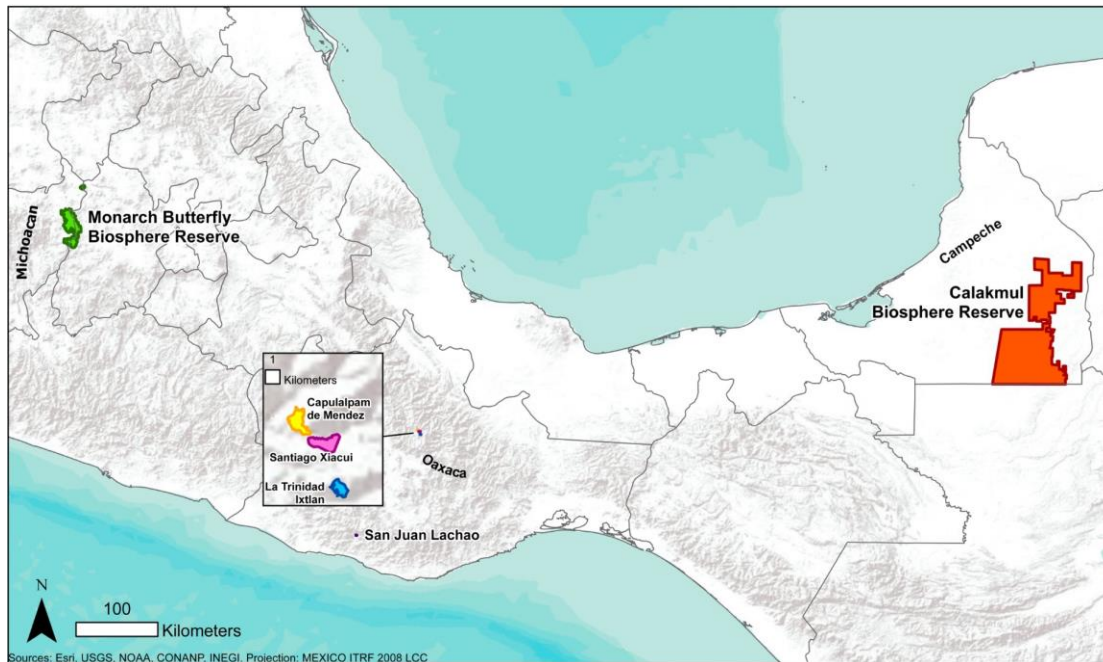 Michoacan
Monarch Butterfly
Biosphere Reserve
Campeche
Calakmul
Biosphere Reserve
1
Kilometers
Capulalpam
de Mendez
Santiago Xiacui
La Trinidad
Ixtlan
Oaxaca
San Juan Lachao
N
100
Kilometers
Sources: Esri, USGS, NOAA, CONANP, INEGI. Projection: MEXICO ITRF 2008 LCC